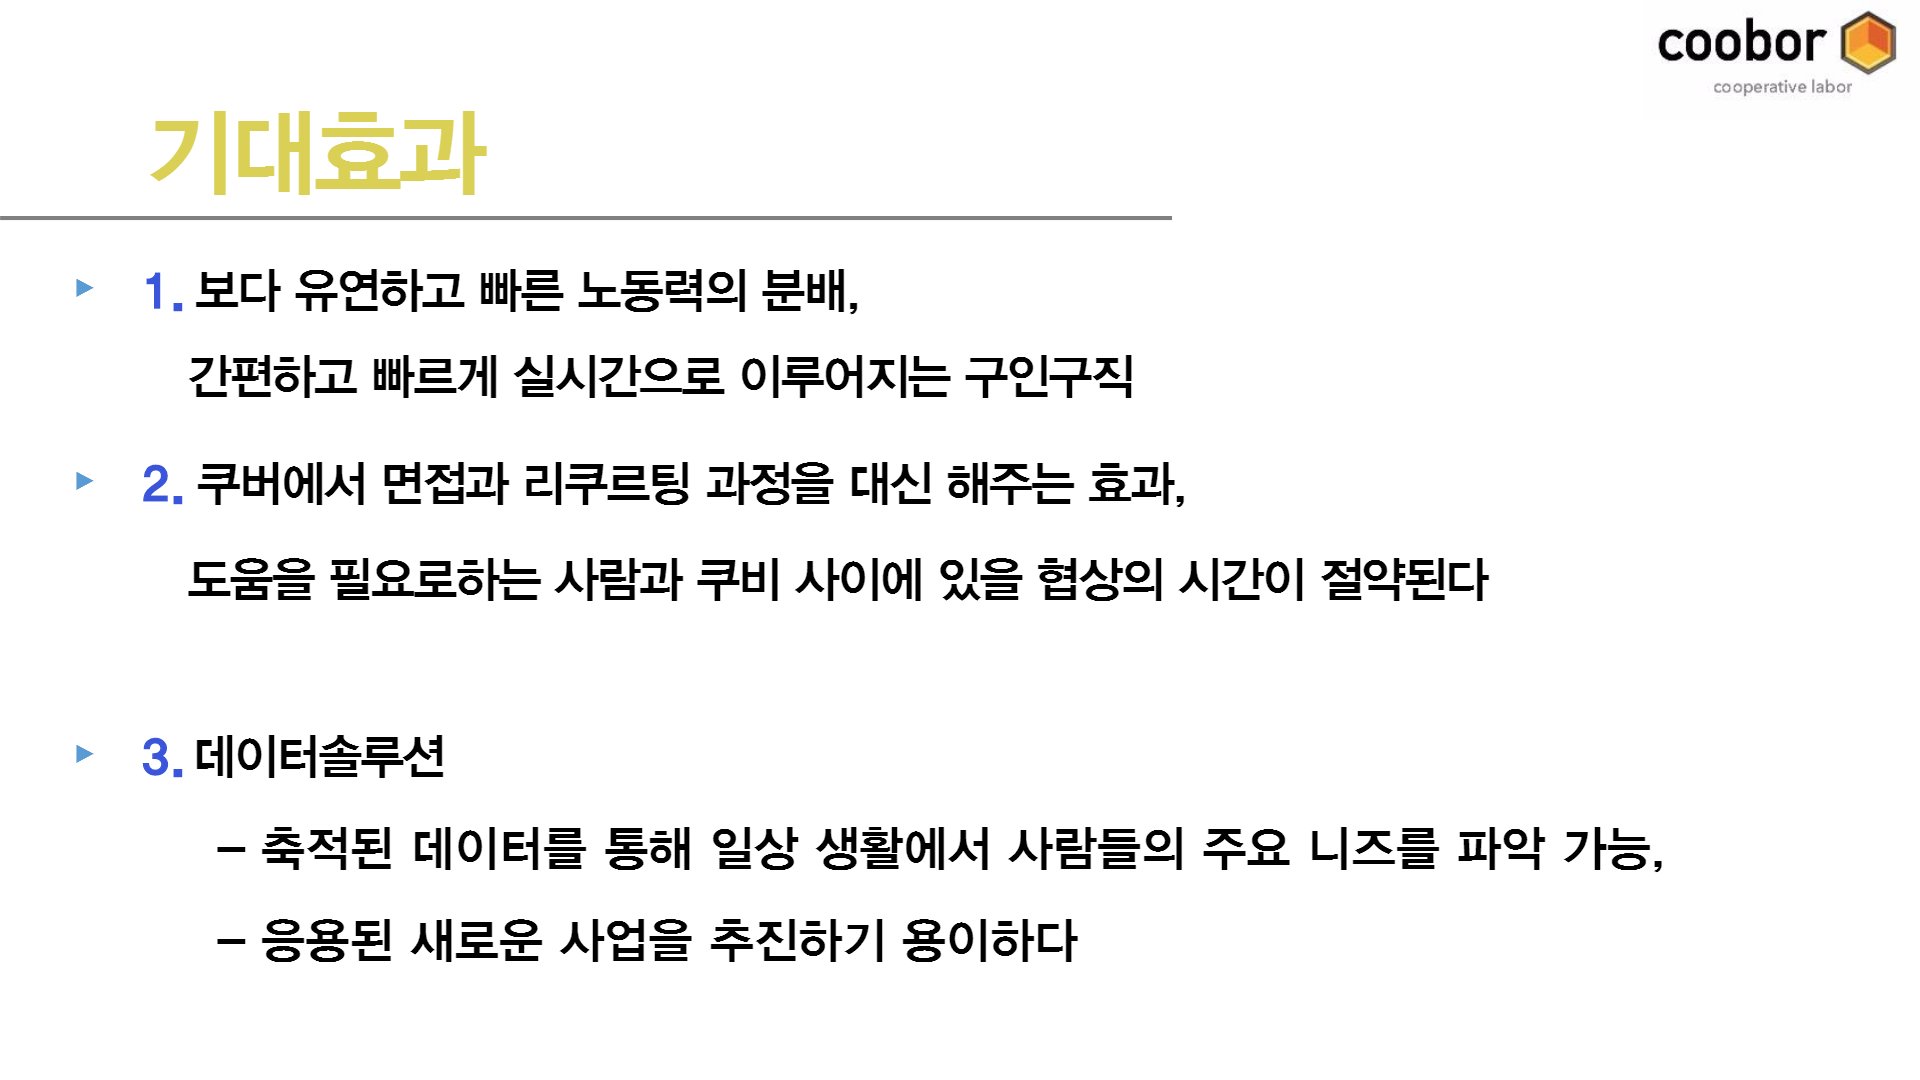 coobor
cooperative labor
기대효과
▸ 1. 보다 유연하고 빠른 노동력의 분배,
간편하고 빠르게 실시간으로 이루어지는 구인구직
▸ 2. 쿠버에서 면접과 리쿠르팅 과정을 대신 해주는 효과,
도움을 필요로하는 사람과 쿠비 사이에 있을 협상의 시간이 절약된다
▸ 3. 데이터솔루션
– 축적된 데이터를 통해 일상 생활에서 사람들의 주요 니즈를 파악 가능,
– 응용된 새로운 사업을 추진하기 용이하다